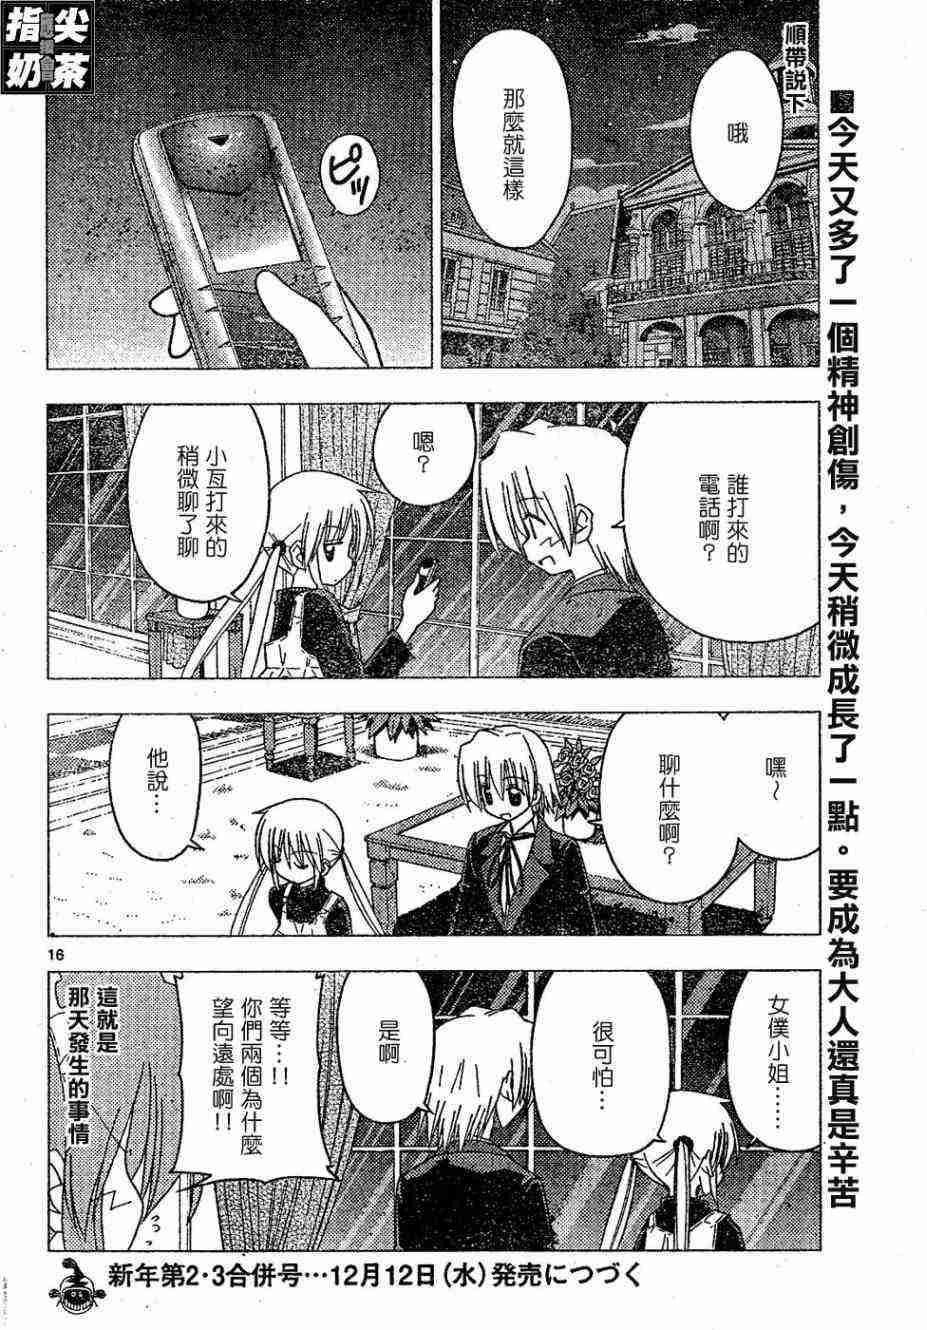 順帶説下
哦
那麼就這樣
ピッ
誰打來的
電話啊？
嗯？
小亙打來的
稍微聊了聊
嘿～
聊什麼啊？
他說…
女僕小姐……
很可怕……
是啊
等等…!!
你們兩個為什麼
望向遠處啊!!
這就是
那天發生的事情
16
今天又多了一個精神創傷，今天稍微成長了一點。要成為大人還真是辛苦
新年第2･3合併号…12月12日(水)発売につづく
指尖
奶茶